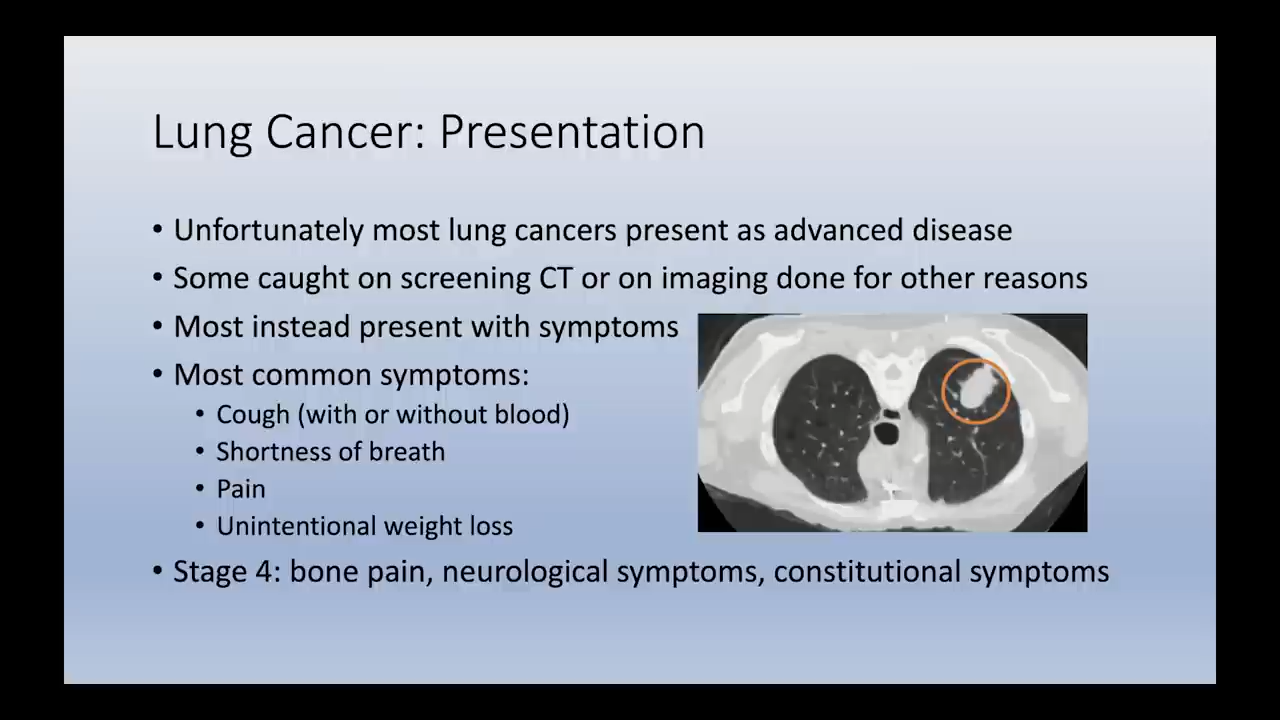 Lung Cancer: Presentation
• Unfortunately most lung cancers present as advanced disease
• Some caught on screening CT or on imaging done for other reasons
• Most instead present with symptoms
• Most common symptoms:
• Cough (with or without blood)
• Shortness of breath
• Pain
• Unintentional weight loss
• Stage 4: bone pain, neurological symptoms, constitutional symptoms